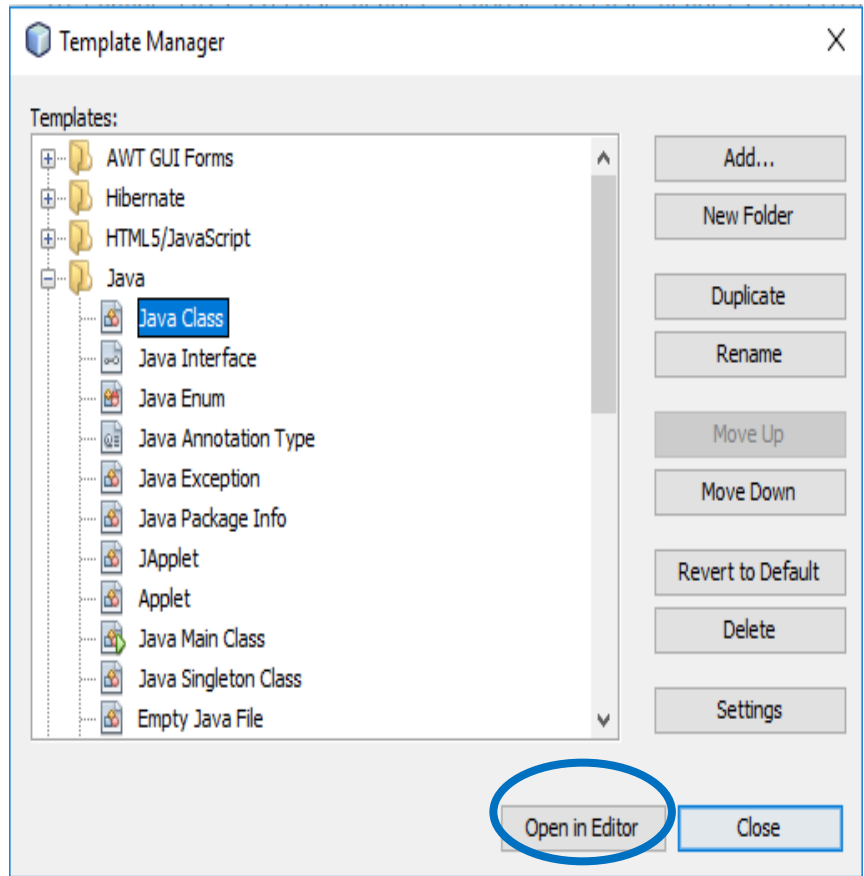 Template Manager
Templates:
AWT GUI Forms
Hibernate
HTML5/JavaScript
Java
Java Class
Java Interface
Java Enum
Java Annotation Type
Java Exception
Java Package Info
JApplet
Applet
Java Main Class
Java Singleton Class
Empty Java File
Add...
New Folder
Duplicate
Rename
Move Up
Move Down
Revert to Default
Delete
Settings
Open in Editor
Close